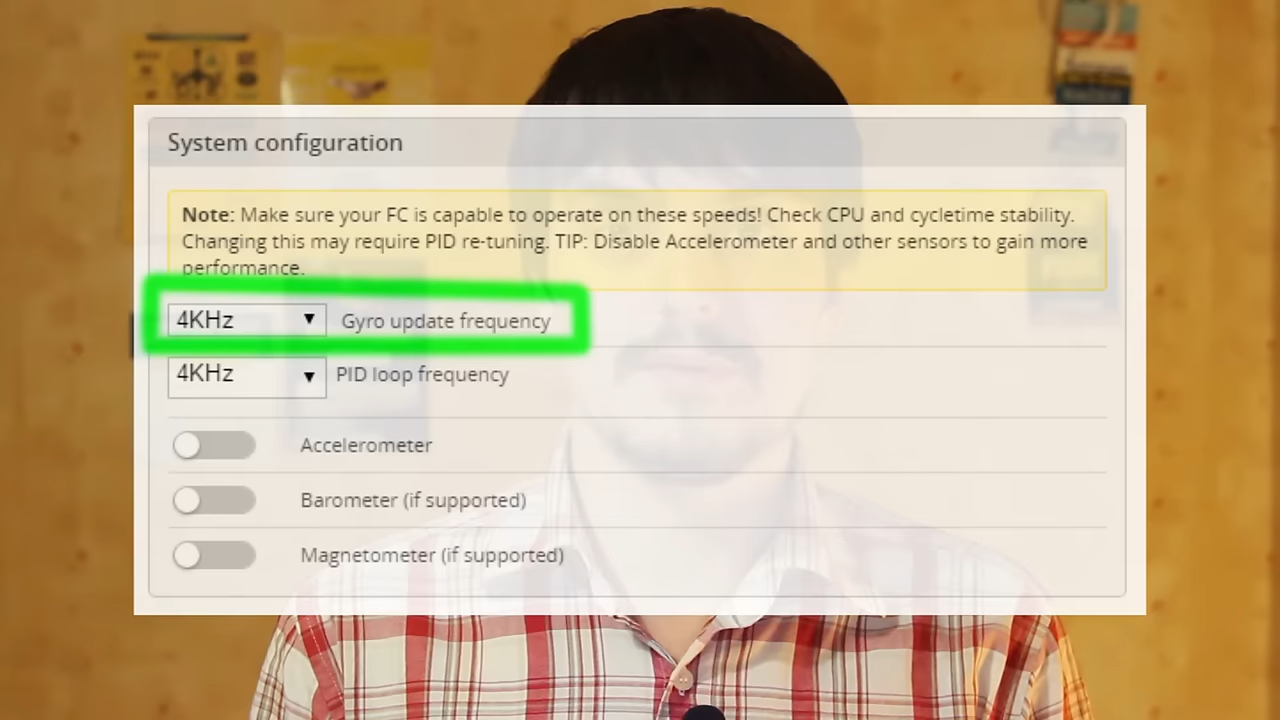 System configuration
Note: Make sure your FC is capable to operate on these speeds! Check CPU and cycletime stability.
Changing this may require PID re-tuning. TIP: Disable Accelerometer and other sensors to gain more
performance.
4KHz ▼ Gyro update frequency
4KHz ▼ PID loop frequency
Accelerometer
Barometer (if supported)
Magnetometer (if supported)